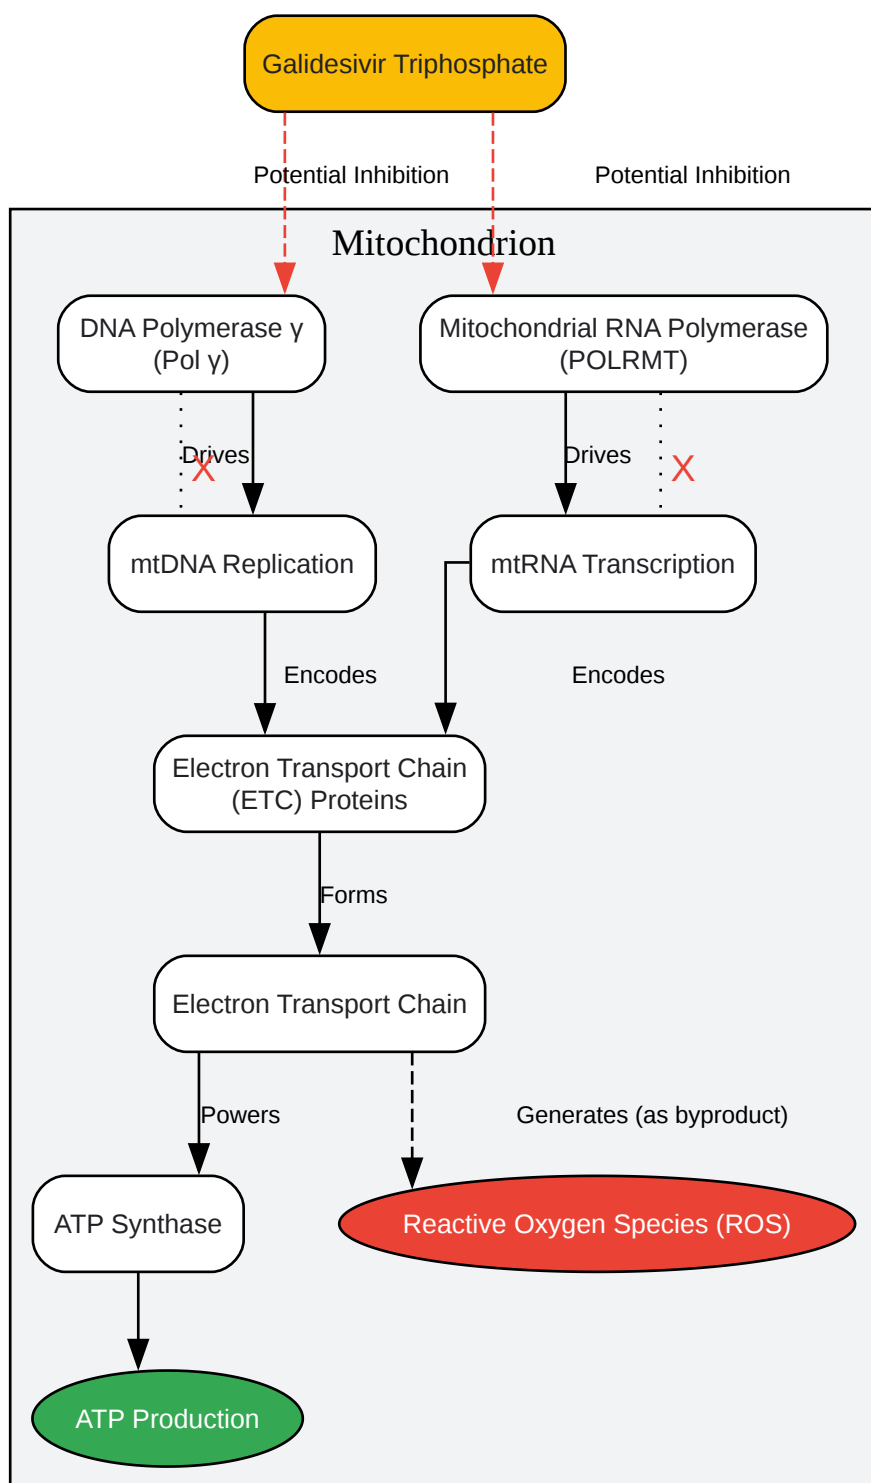 Galidesivir Triphosphate
Potential Inhibition
Potential Inhibition
Mitochondrion
DNA Polymerase γ
(Pol γ)
Mitochondrial RNA Polymerase
(POLRMT)
Drives
X
Drives
X
mtDNA Replication
mtRNA Transcription
Encodes
Encodes
Electron Transport Chain
(ETC) Proteins
Forms
Electron Transport Chain
Powers
Generates (as byproduct)
ATP Synthase
Reactive Oxygen Species (ROS)
ATP Production